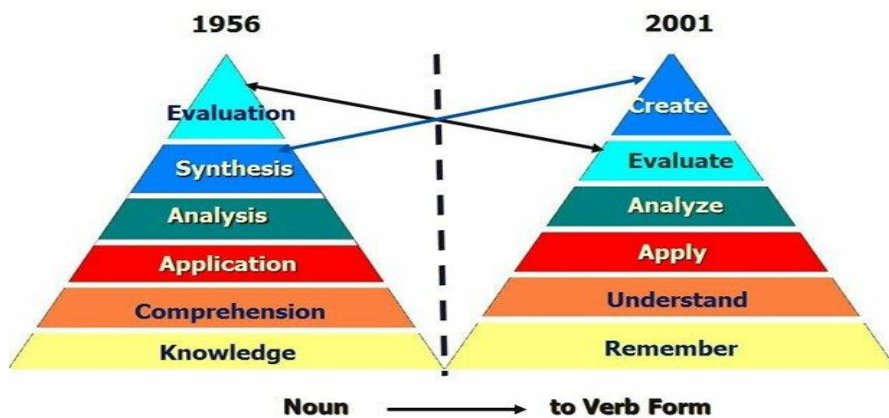 1956
2001
Evaluation
Synthesis
Analysis
Application
Comprehension
Knowledge
Create
Evaluate
Analyze
Apply
Understand
Remember
Noun to Verb Form